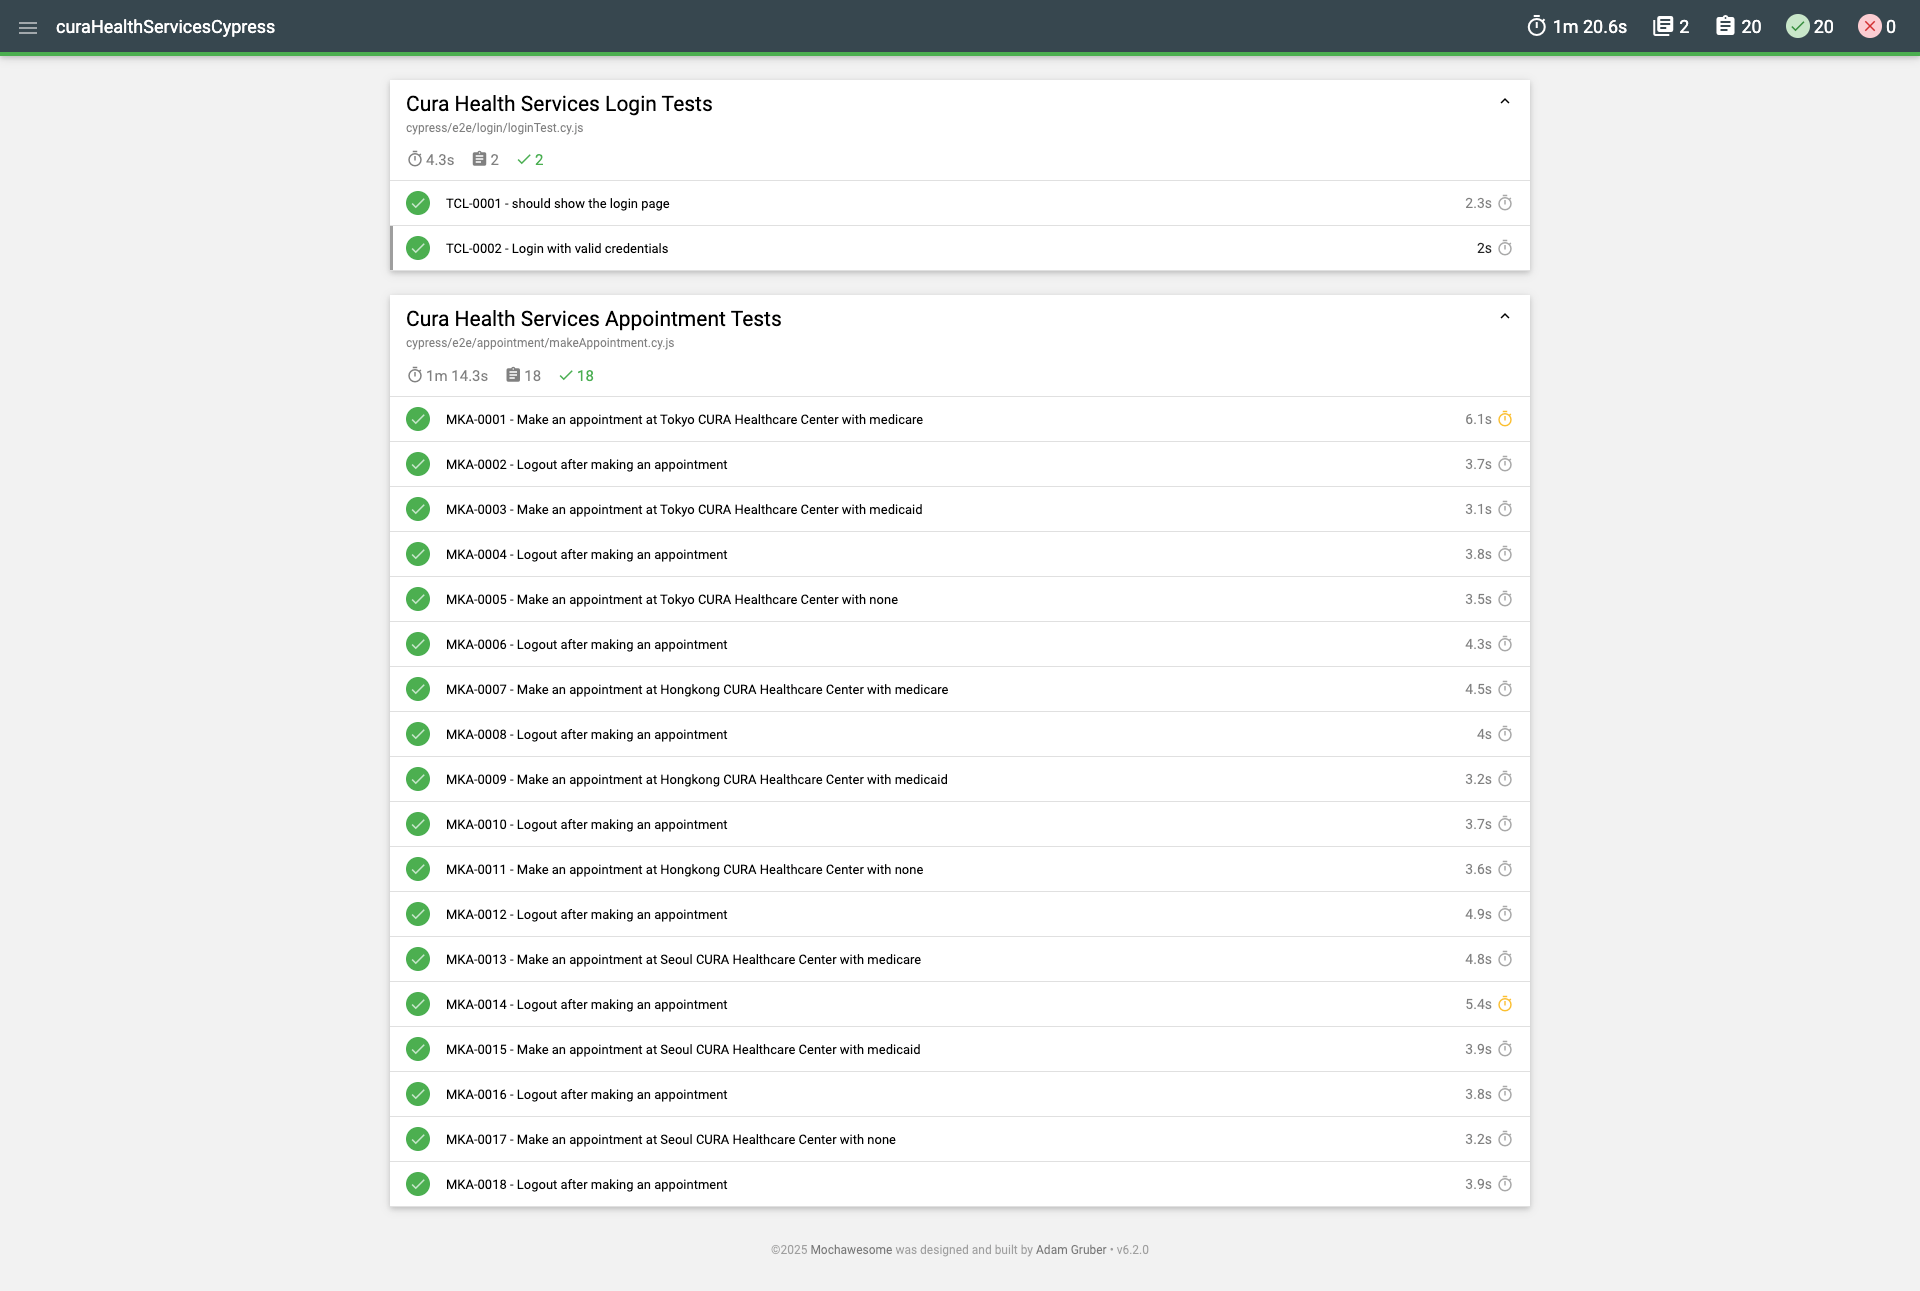 curaHealthServicesCypress
1m 20.6s 2 20 20 0
Cura Health Services Login Tests
cypress/e2e/login/loginTest.cy.js
4.3s 2 2
TCL-0001 - should show the login page 2.3s
TCL-0002 - Login with valid credentials 2s
Cura Health Services Appointment Tests
cypress/e2e/appointment/makeAppointment.cy.js
1m 14.3s 18 18
MKA-0001 - Make an appointment at Tokyo CURA Healthcare Center with medicare 6.1s
MKA-0002 - Logout after making an appointment 3.7s
MKA-0003 - Make an appointment at Tokyo CURA Healthcare Center with medicaid 3.1s
MKA-0004 - Logout after making an appointment 3.8s
MKA-0005 - Make an appointment at Tokyo CURA Healthcare Center with none 3.5s
MKA-0006 - Logout after making an appointment 4.3s
MKA-0007 - Make an appointment at Hongkong CURA Healthcare Center with medicare 4.5s
MKA-0008 - Logout after making an appointment 4s
MKA-0009 - Make an appointment at Hongkong CURA Healthcare Center with medicaid 3.2s
MKA-0010 - Logout after making an appointment 3.7s
MKA-0011 - Make an appointment at Hongkong CURA Healthcare Center with none 3.6s
MKA-0012 - Logout after making an appointment 4.9s
MKA-0013 - Make an appointment at Seoul CURA Healthcare Center with medicare 4.8s
MKA-0014 - Logout after making an appointment 5.4s
MKA-0015 - Make an appointment at Seoul CURA Healthcare Center with medicaid 3.9s
MKA-0016 - Logout after making an appointment 3.8s
MKA-0017 - Make an appointment at Seoul CURA Healthcare Center with none 3.2s
MKA-0018 - Logout after making an appointment 3.9s
©2025 Mochawesome was designed and built by Adam Gruber • v6.2.0